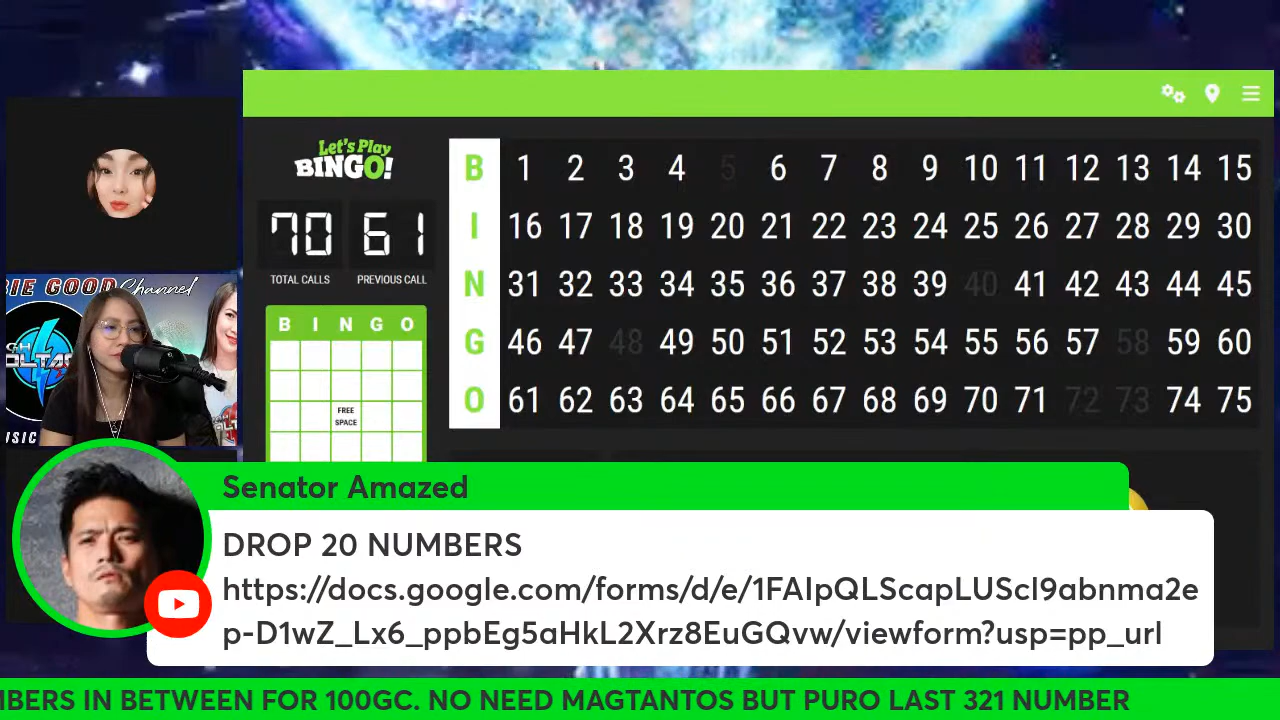 Let's Play
BINGO!
70 61
TOTAL CALLS PREVIOUS CALL
B I N G O
FREE
SPACE
B 1 2 3 4 5 6 7 8 9 10 11 12 13 14 15
I 16 17 18 19 20 21 22 23 24 25 26 27 28 29 30
N 31 32 33 34 35 36 37 38 39 40 41 42 43 44 45
G 46 47 48 49 50 51 52 53 54 55 56 57 58 59 60
O 61 62 63 64 65 66 67 68 69 70 71 72 73 74 75
BIE GOOD Channel
Senator Amazed
DROP 20 NUMBERS
https://docs.google.com/forms/d/e/1FAIpQLScapLUScl9abnma2e
p-D1wZ_Lx6_ppbEg5aHkL2Xrz8EuGQvw/viewform?usp=pp_url
MBERS IN BETWEEN FOR 100GC. NO NEED MAGTANTOS BUT PURO LAST 321 NUMBER